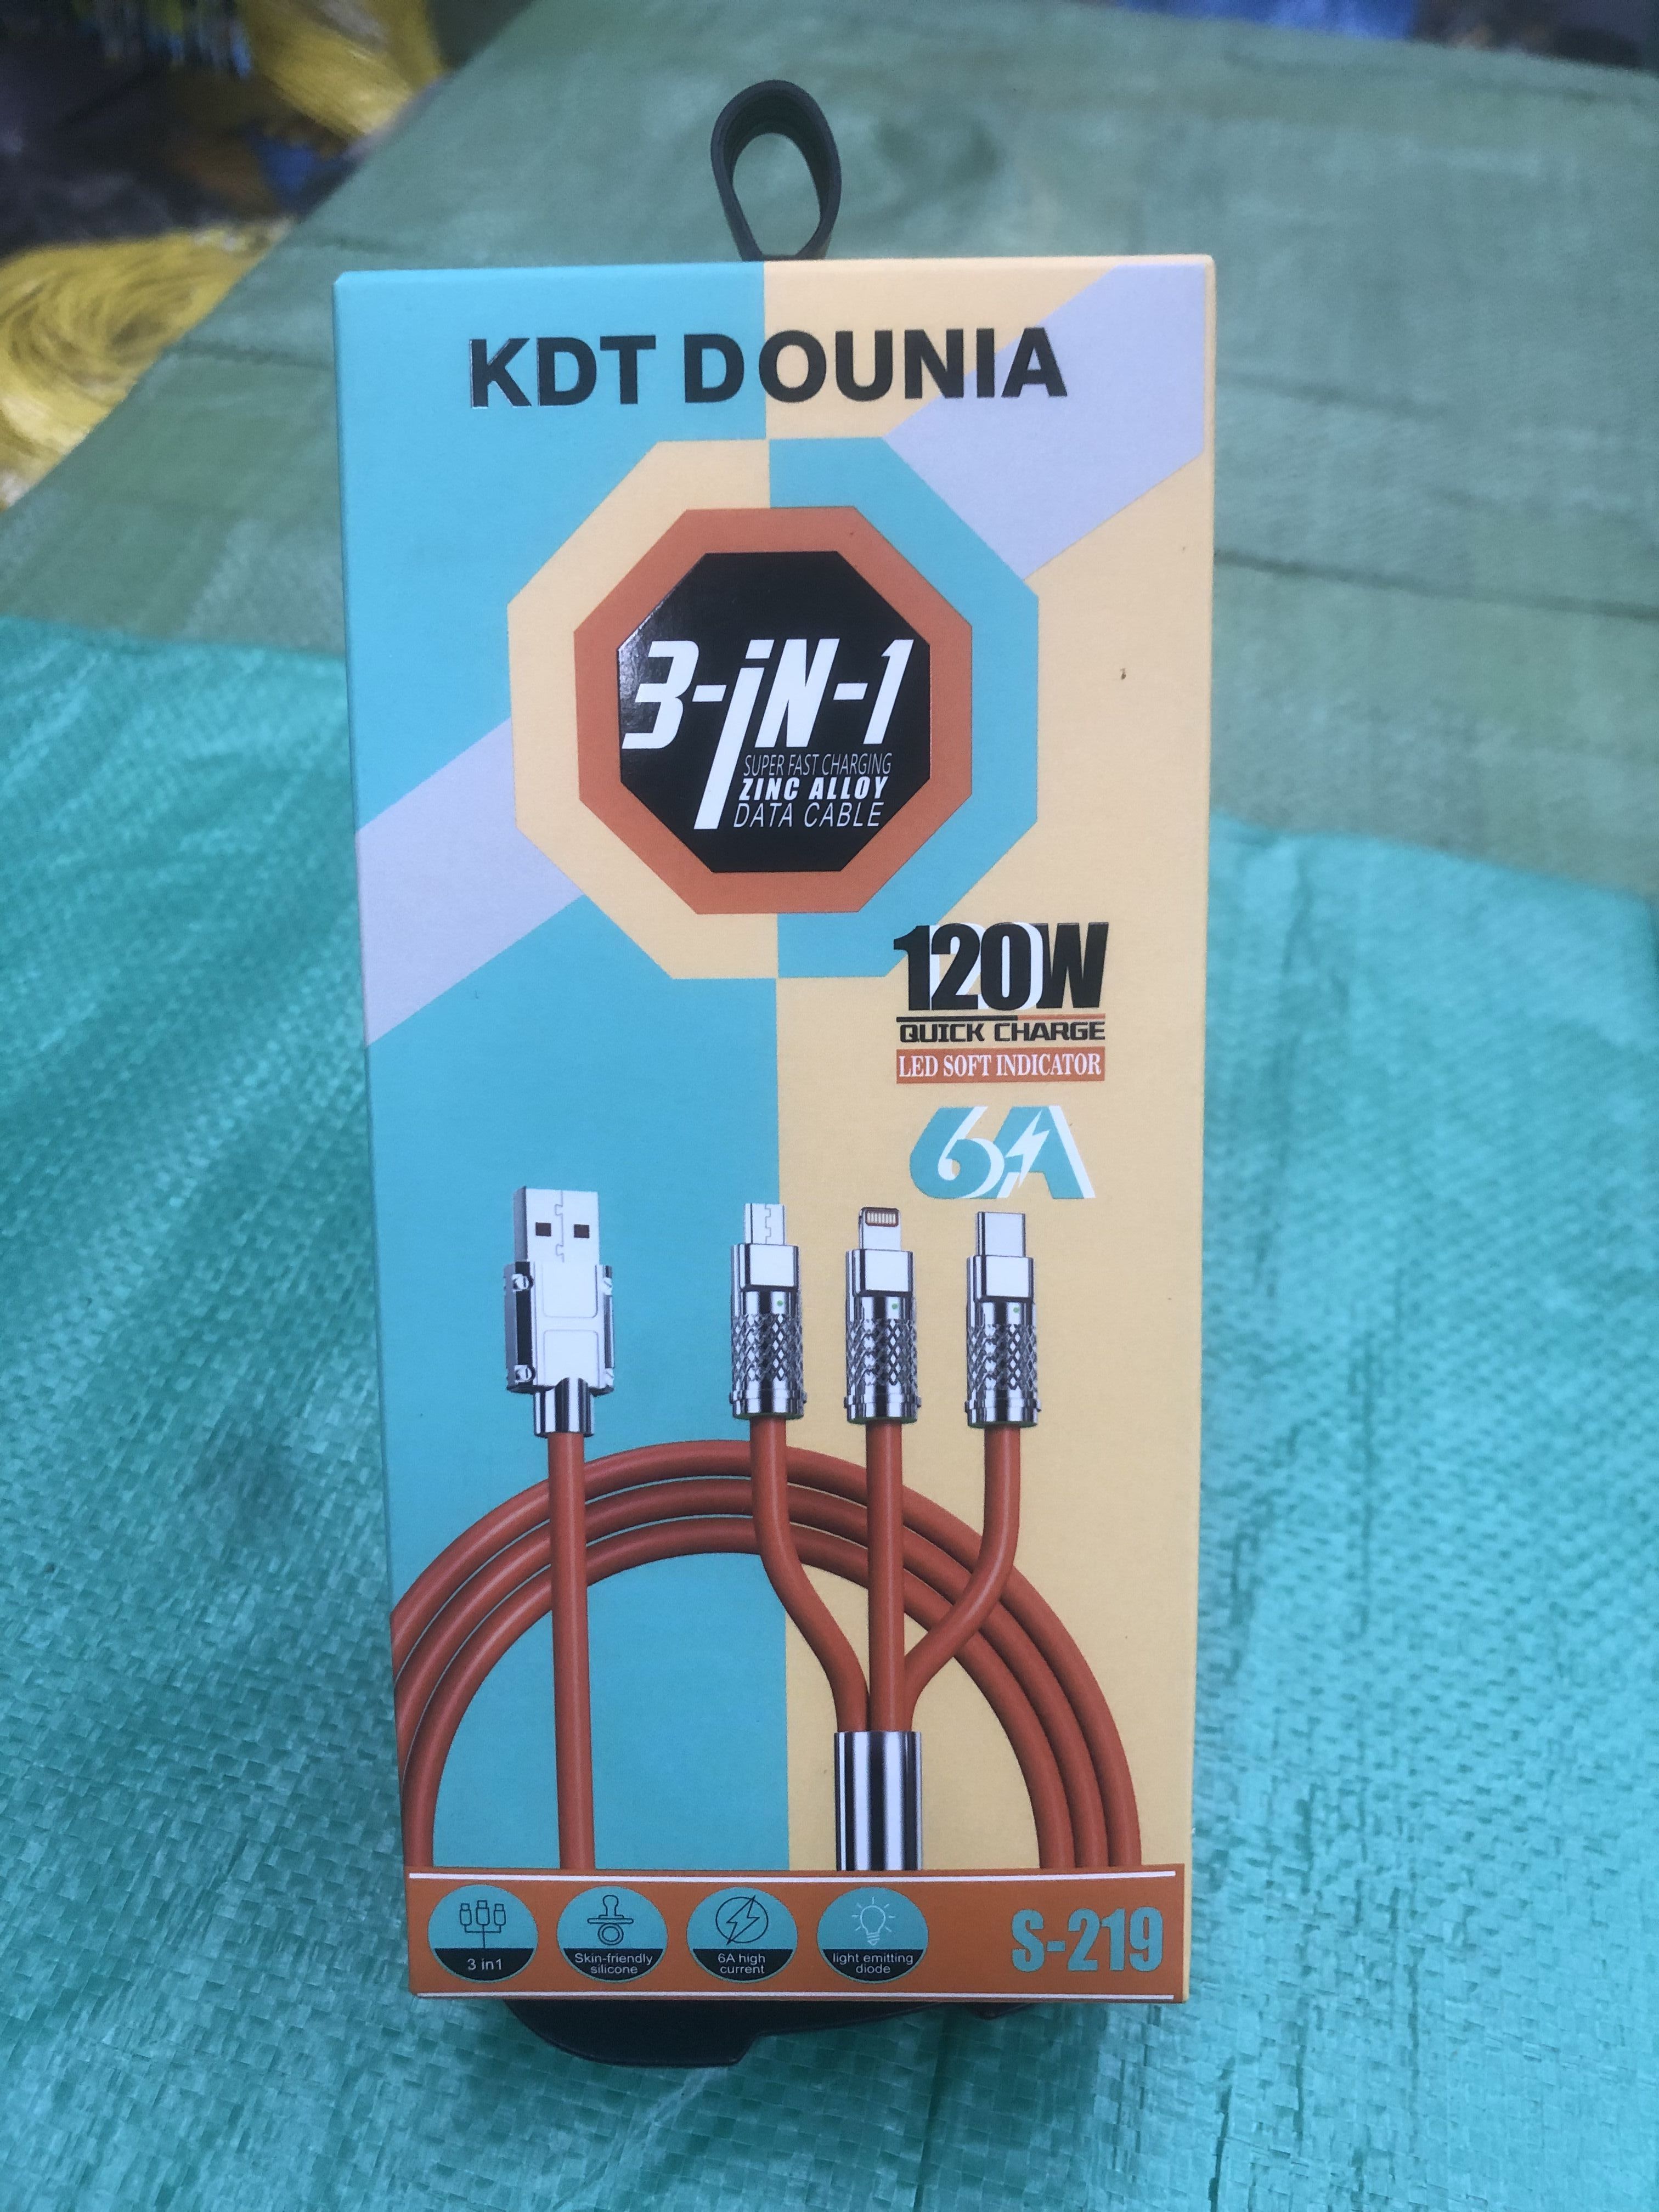 KDT DOUNIA
3-iN-1
SUPER FAST CHARGING
ZINC ALLOY
DATA CABLE
120W
QUICK CHARGE
LED SOFT INDICATOR
6A
3 in1
Skin-friendly
silicone
6A high
current
light emitting
diode
S-219